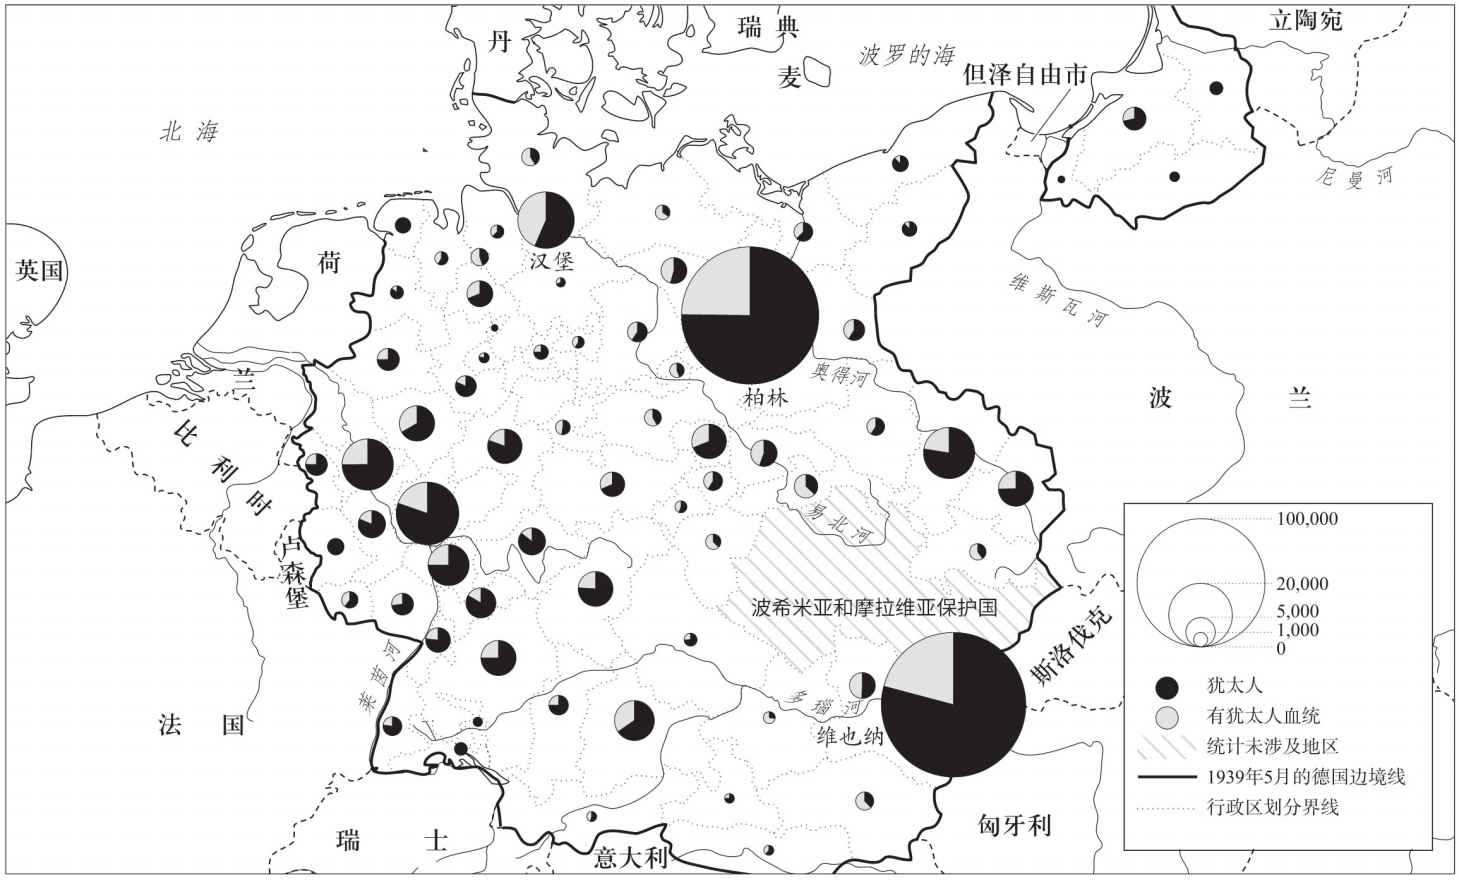 丹
麦
瑞典
立陶宛
波罗的海
但泽自由市
北海
尼曼河
英国
荷
兰
汉堡
维斯瓦河
奥得河
柏林
波
兰
比利时
卢森堡
易北河
波希米亚和摩拉维亚保护国
斯洛伐克
莱茵河
法国
多瑙河
维也纳
瑞士
意大利
匈牙利
100,000
20,000
5,000
1,000
0
犹太人
有犹太人血统
统计未涉及地区
1939年5月的德国边境线
行政区划分界线